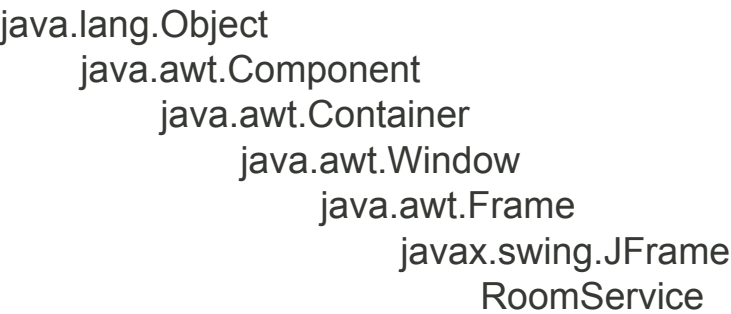 java.lang.Object
java.awt.Component
java.awt.Container
java.awt.Window
java.awt.Frame
javax.swing.JFrame
RoomService